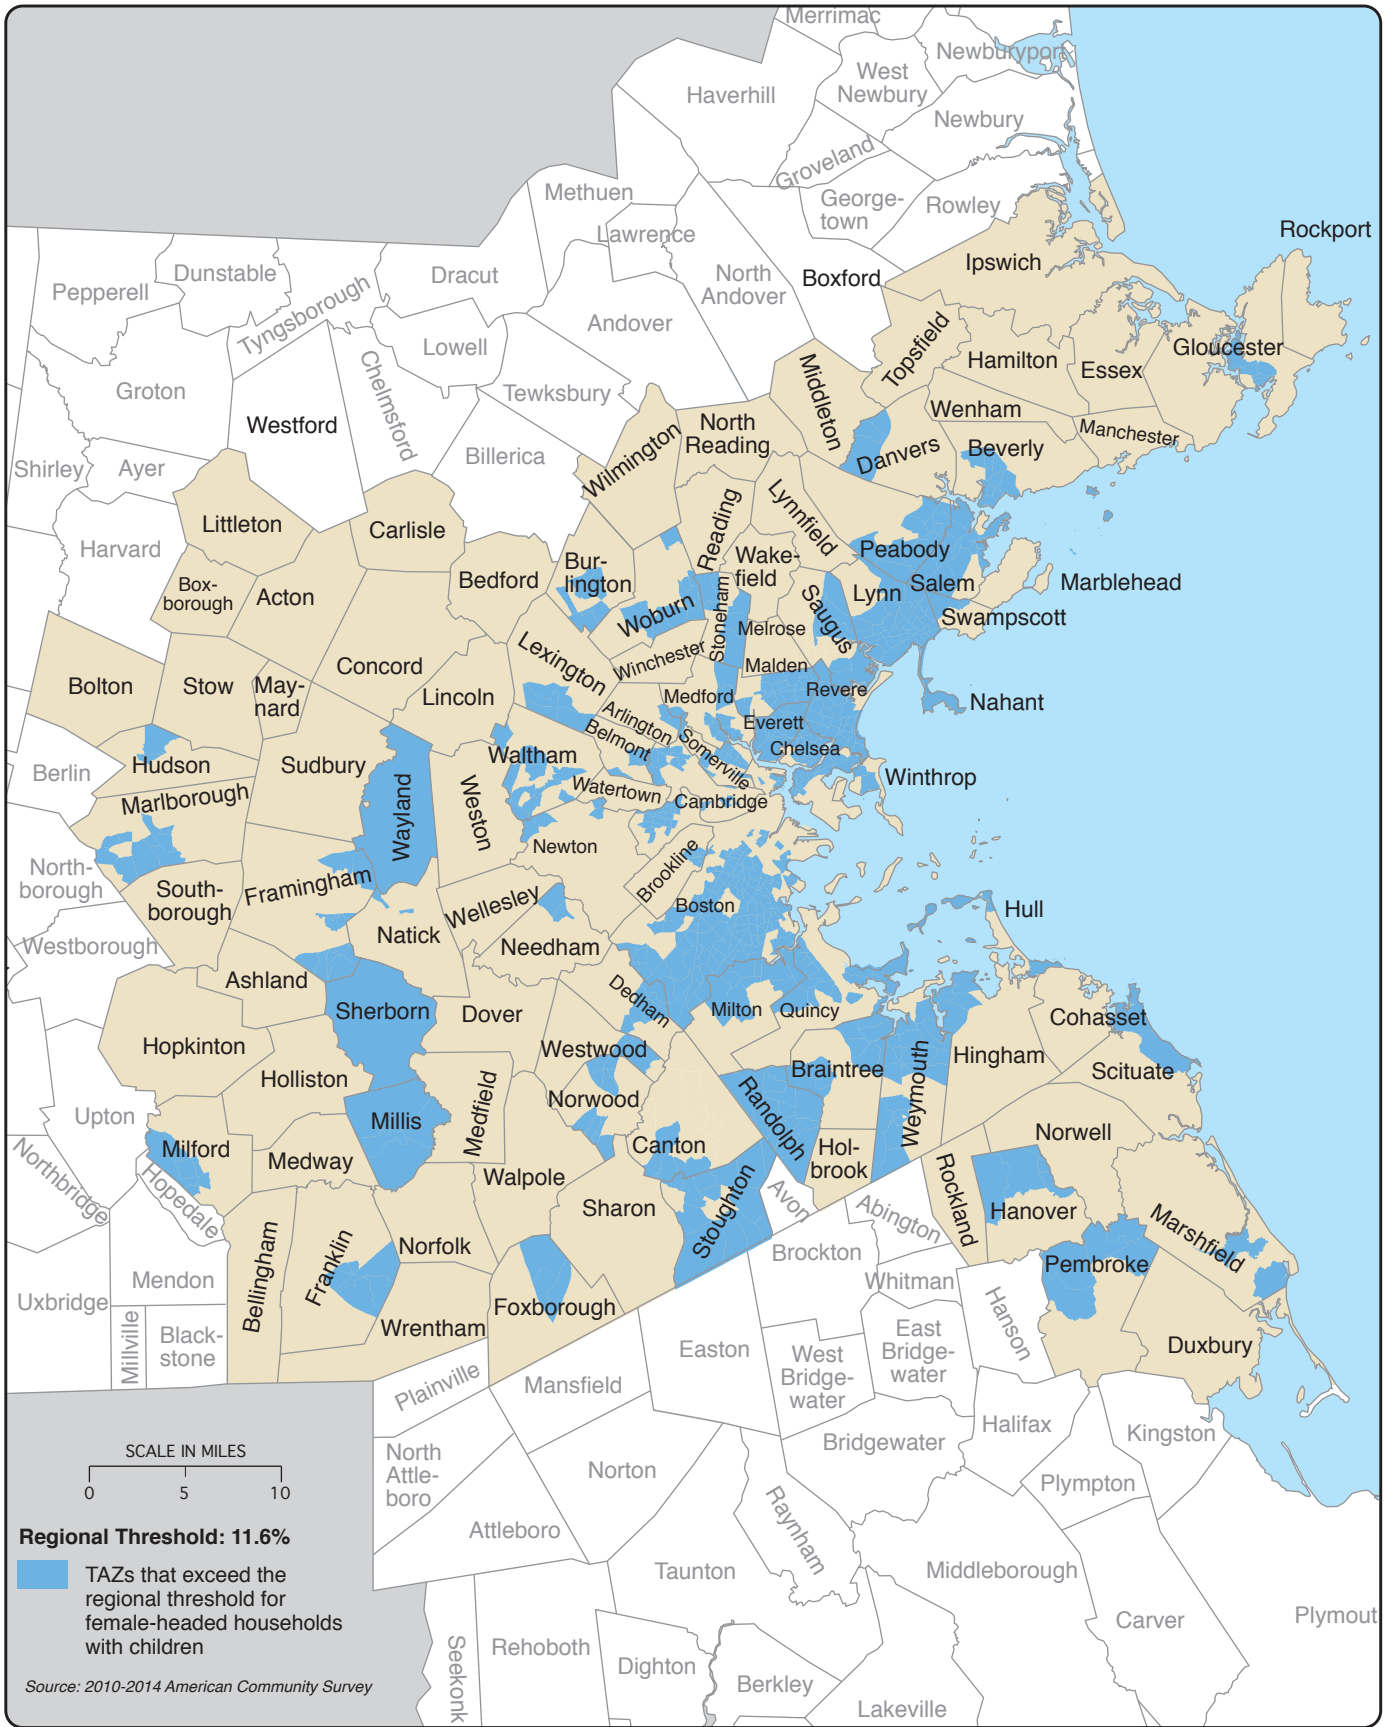 Merrimac
Newburyport
West
Newbury
Haverhill
Newbury
Groveland
Methuen
George-
town
Rowley
Lawrence
Rockport
Ipswich
Dunstable
Dracut
North
Andover
Boxford
Pepperell
Tyngsborough
Andover
Lowell
Gloucester
Topsfield
Hamilton
Essex
Groton
Chelmsford
Tewksbury
Middleton
Wenham
Westford
North
Reading
Manchester
Billerica
Wilmington
Danvers
Beverly
Shirley
Ayer
Littleton
Carlisle
Reading
Lynnfield
Harvard
Peabody
Bur-
lington
Wake-
field
Bedford
Box-
borough
Acton
Salem
Marblehead
Lynn
Woburn
Stoneham
Saugus
Swampscott
Melrose
Lexington
Winchester
Concord
Malden
Bolton
Stow
May-
nard
Lincoln
Medford
Revere
Nahant
Arlington
Everett
Belmont
Somerville
Chelsea
Waltham
Berlin
Hudson
Sudbury
Winthrop
Marlborough
Wayland
Weston
Watertown
Cambridge
Newton
North-
borough
Brookline
South-
borough
Framingham
Wellesley
Boston
Hull
Westborough
Natick
Needham
Ashland
Dedham
Sherborn
Dover
Milton
Quincy
Cohasset
Hopkinton
Westwood
Hingham
Braintree
Weymouth
Scituate
Holliston
Norwood
Randolph
Upton
Millis
Medfield
Norwell
Milford
Canton
Hol-
brook
Northbridge
Medway
Walpole
Hopedale
Rockland
Avon
Sharon
Stoughton
Abington
Hanover
Marshfield
Bellingham
Franklin
Norfolk
Brockton
Pembroke
Mendon
Whitman
Uxbridge
Foxborough
Hanson
Millville
Black-
stone
Wrentham
East
Bridge-
water
Duxbury
Easton
West
Bridge-
water
Plainville
Mansfield
Halifax
Kingston
Bridgewater
North
Attle-
boro
Norton
Plympton
Raynham
Attleboro
Taunton
Middleborough
Carver
Plymout
Seekonk
Rehoboth
Dighton
Berkley
Lakeville
SCALE IN MILES
0 5 10
Regional Threshold: 11.6%
TAZs that exceed the
regional threshold for
female-headed households
with children
Source: 2010-2014 American Community Survey